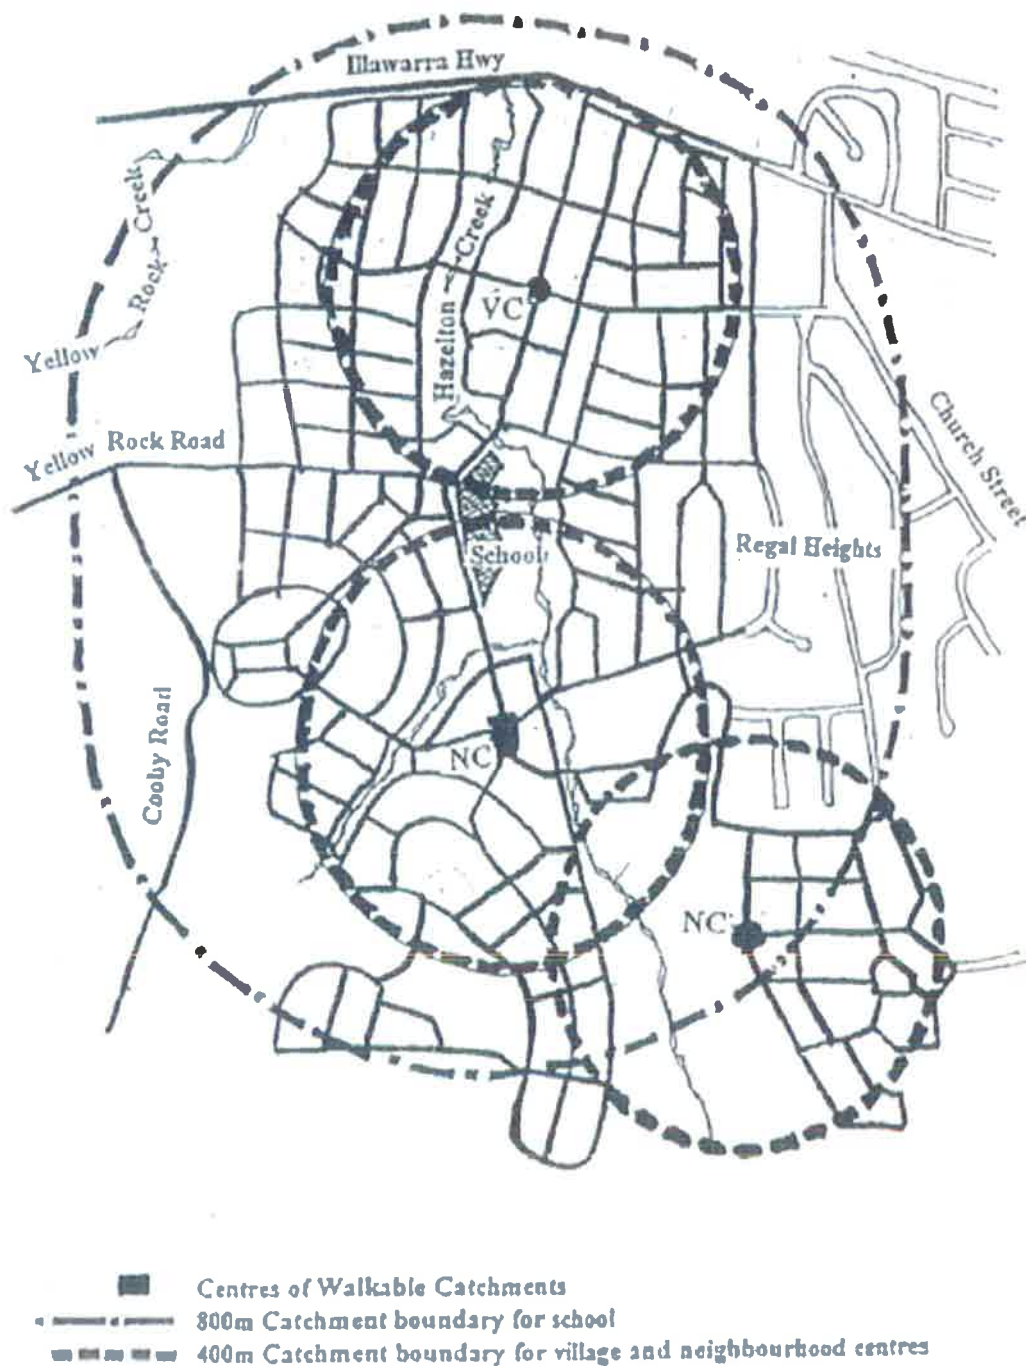 Illawarra Hwy
Creek
Rock
Yellow
Creek
Hazelton
VC
Rock Road
Yellow
Church Street
Schools
Regal Heights
Cooby Road
NC
NC
Centres of Walkable Catchments
800m Catchment boundary for school
400m Catchment boundary for village and neighbourhood centres